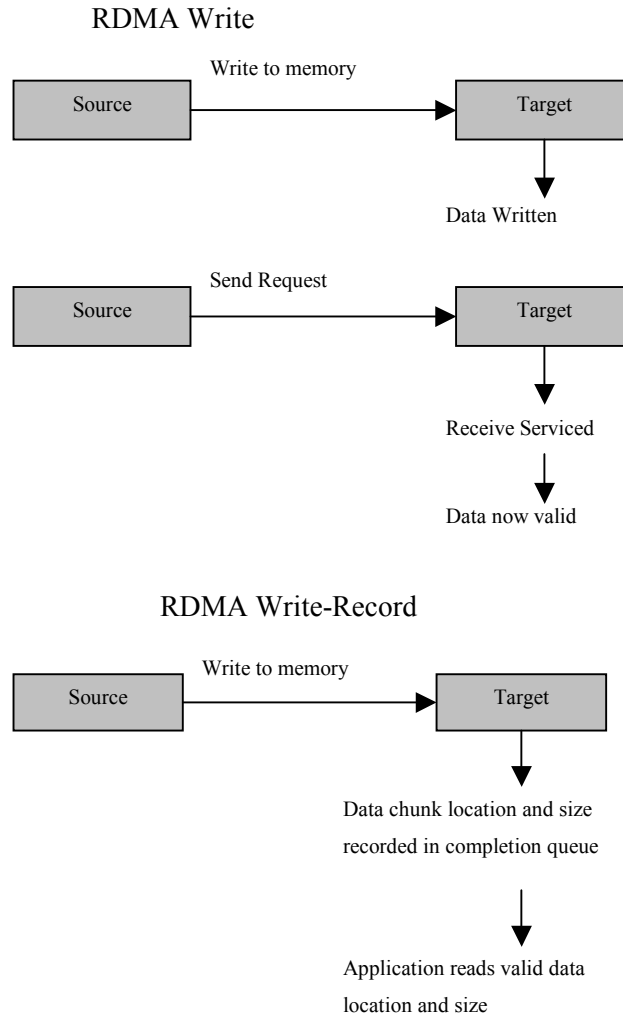 RDMA Write
Write to memory
Source
Target
Data Written
Send Request
Source
Target
Receive Serviced
Data now valid
RDMA Write-Record
Write to memory
Source
Target
Data chunk location and size
recorded in completion queue
Application reads valid data
location and size